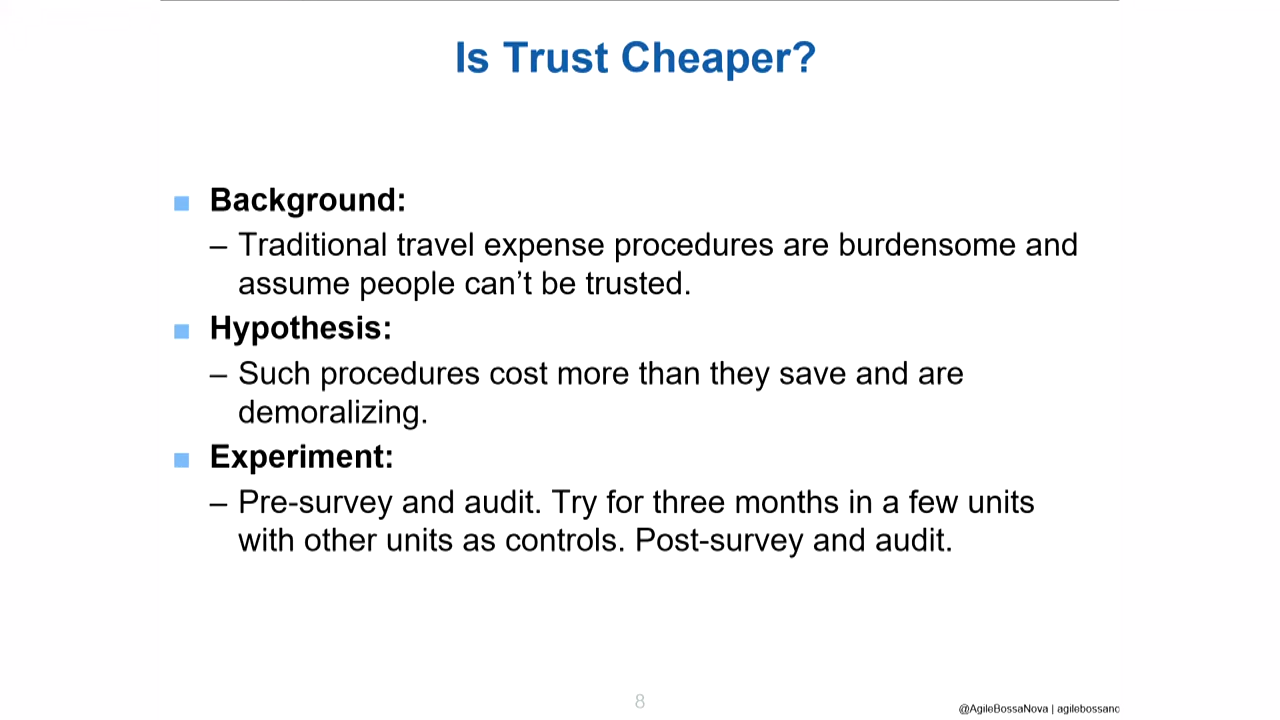 Is Trust Cheaper?
Background:
– Traditional travel expense procedures are burdensome and
assume people can’t be trusted.
Hypothesis:
– Such procedures cost more than they save and are
demoralizing.
Experiment:
– Pre-survey and audit. Try for three months in a few units
with other units as controls. Post-survey and audit.
8
@AgileBossaNova | agilebossanc